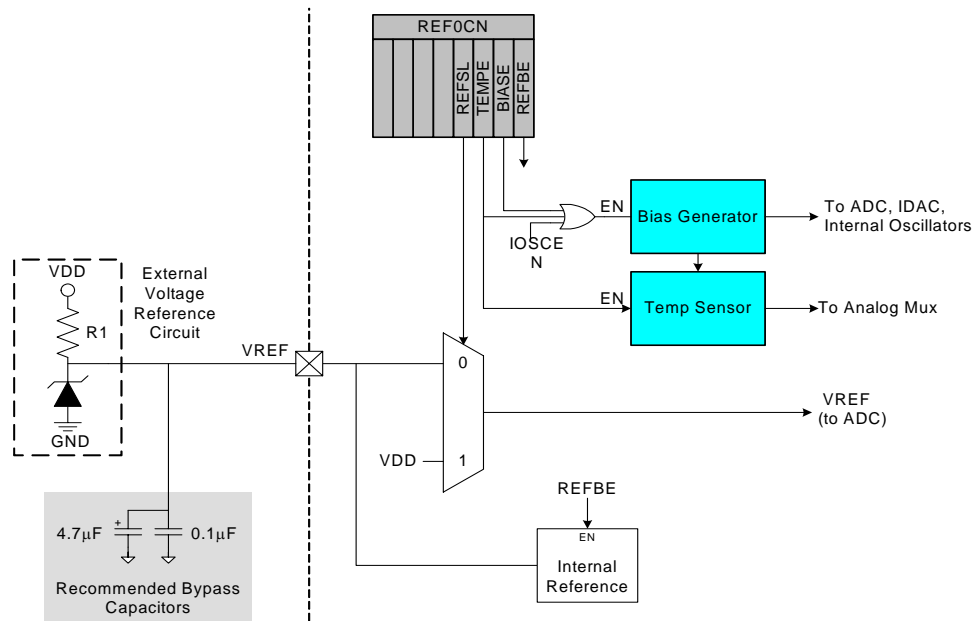 REF0CN
REFSL
TEMPE
BIASE
REFBE
EN
Bias Generator
To ADC, IDAC,
Internal Oscillators
IOSCE
N
VDD
External
Voltage
Reference
Circuit
R1
EN
Temp Sensor
To Analog Mux
VREF
0
GND
VREF
(to ADC)
VDD
1
REFBE
4.7µF
+
0.1µF
EN
Internal
Reference
Recommended Bypass
Capacitors